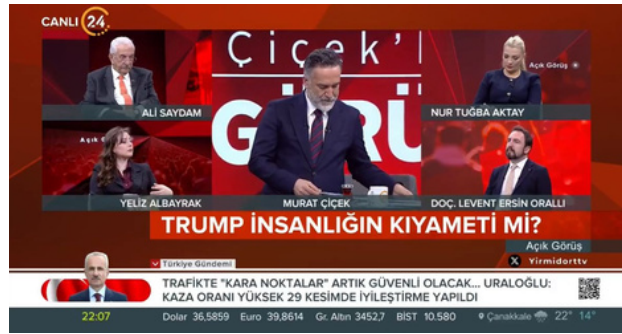 CANLI 24
Çiçek'l
GÖRÜ
Açık Görüş
ALİ SAYDAM
NUR TUĞBA AKTAY
Açık G
YELİZ ALBAYRAK
MURAT ÇİÇEK
DOÇ. LEVENT ERSİN ORALLI
TRUMP İNSANLIĞIN KIYAMETİ Mİ?
Açık Görüş
Türkiye Gündemi
X Yirmidorttv
TRAFİKTE "KARA NOKTALAR" ARTIK GÜVENLİ OLACAK... URALOĞLU:
KAZA ORANI YÜKSEK 29 KESİMDE İYİLEŞTİRME YAPILDI
22:07 Dolar 36,5859 Euro 39,8614 Gr. Altın 3452,7 BİST 10.580 Çanakkale 22° 14°